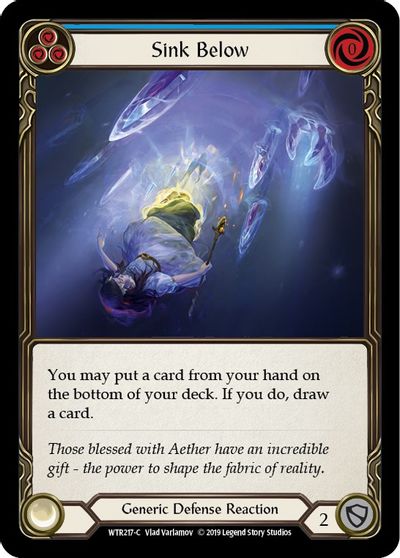 Sink Below
0
You may put a card from your hand on
the bottom of your deck. If you do, draw
a card.
Those blessed with Aether have an incredible
gift - the power to shape the fabric of reality.
Generic Defense Reaction
2
WTR217-C Vlad Varlamov © 2019 Legend Story Studios